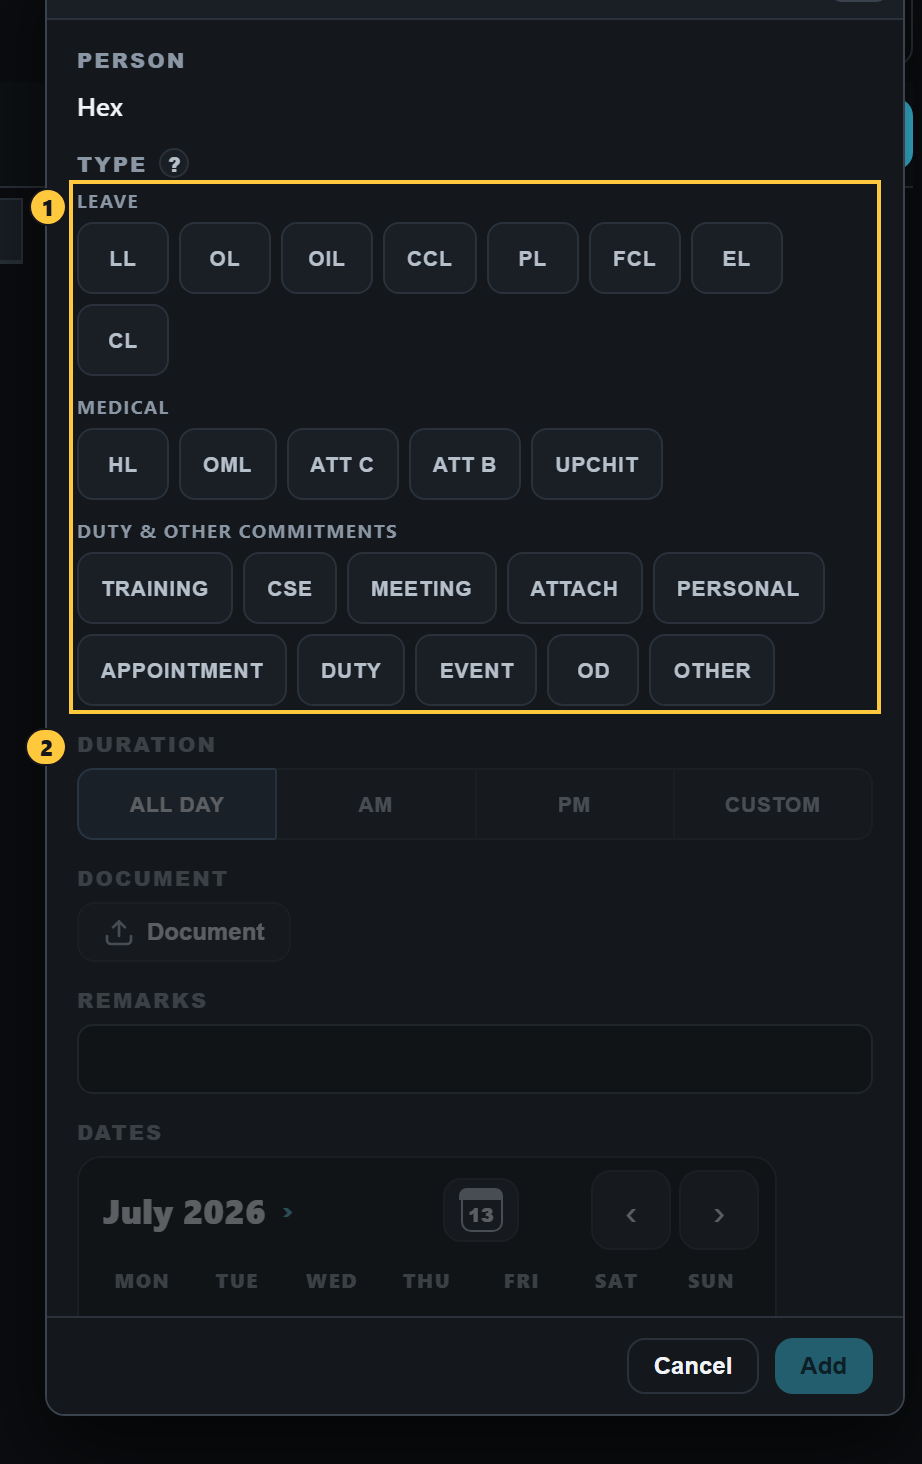 PERSON
Hex
TYPE ?
1
LEAVE
LL OL OIL CCL PL FCL EL
CL
MEDICAL
HL OML ATT C ATT B UPCHIT
DUTY & OTHER COMMITMENTS
TRAINING CSE MEETING ATTACH PERSONAL
APPOINTMENT DUTY EVENT OD OTHER
2 DURATION
ALL DAY AM PM CUSTOM
DOCUMENT
Document
REMARKS
DATES
July 2026 › 13 ‹ ›
MON TUE WED THU FRI SAT SUN
Cancel Add